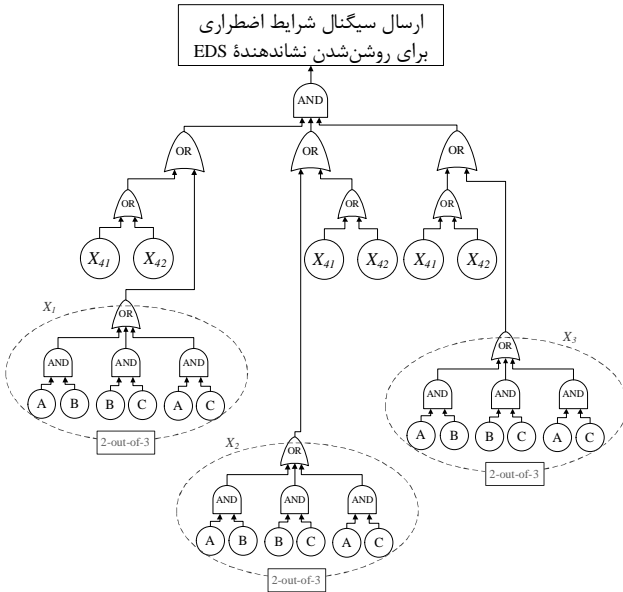 ارسال سیگنال شرایط اضطراری
برای روشن‌شدن نشاندهندۀ EDS
AND
OR OR OR
OR OR OR
X41 X42 X41 X42 X41 X42
X1
OR
AND AND AND
A B B C A C
2-out-of-3
X3
OR
AND AND AND
A B B C A C
2-out-of-3
X2
OR
AND AND AND
A B B C A C
2-out-of-3